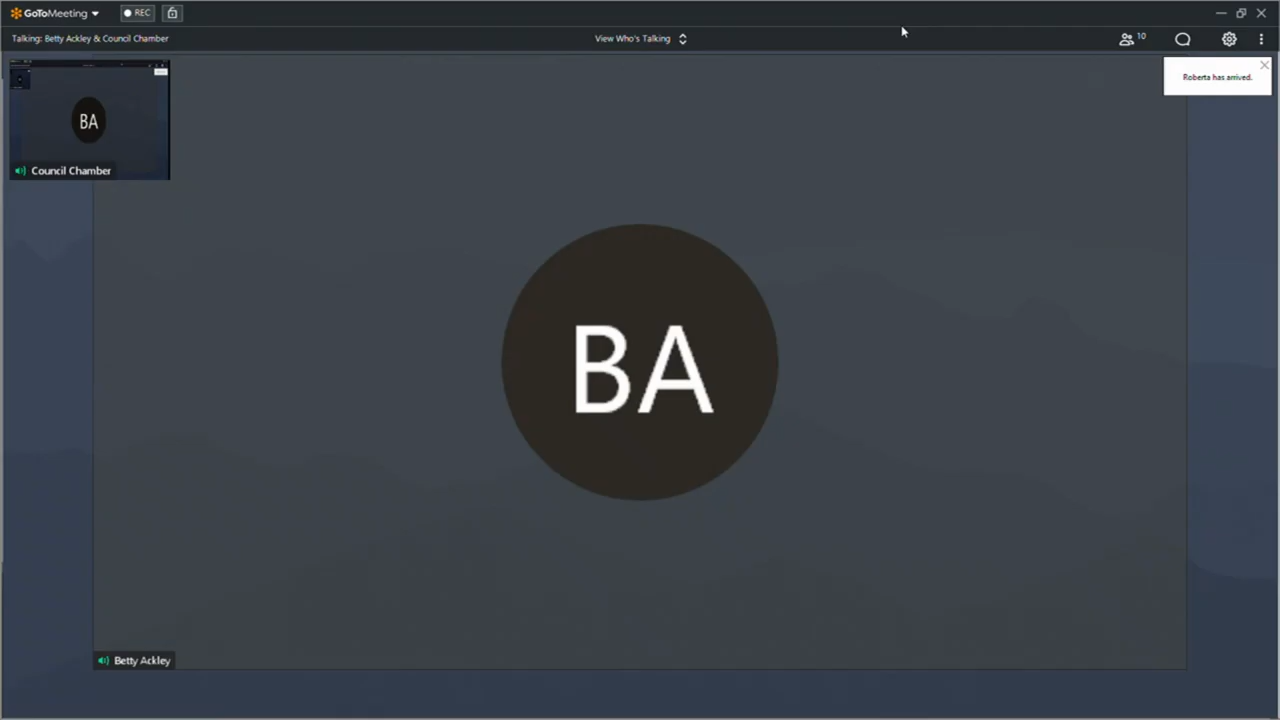 GoToMeeting
REC
Talking: Betty Ackley & Council Chamber
View Who's Talking
10
Roberta has arrived.
BA
Council Chamber
BA
Betty Ackley